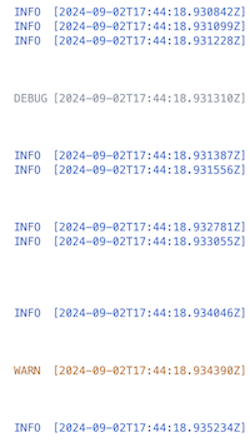 INFO [2024-09-02T17:44:18.930842Z]
INFO [2024-09-02T17:44:18.931099Z]
INFO [2024-09-02T17:44:18.931228Z]
DEBUG [2024-09-02T17:44:18.931310Z]
INFO [2024-09-02T17:44:18.931387Z]
INFO [2024-09-02T17:44:18.931556Z]
INFO [2024-09-02T17:44:18.932781Z]
INFO [2024-09-02T17:44:18.933055Z]
INFO [2024-09-02T17:44:18.934046Z]
WARN [2024-09-02T17:44:18.934390Z]
INFO [2024-09-02T17:44:18.935234Z]